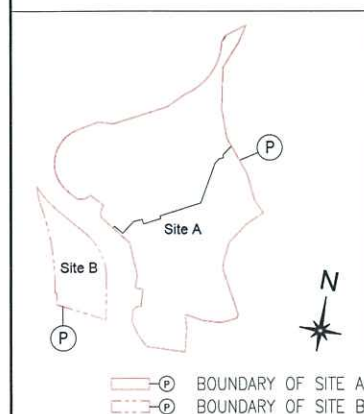 P
Site A
Site B
P
N
P BOUNDARY OF SITE A
P BOUNDARY OF SITE B